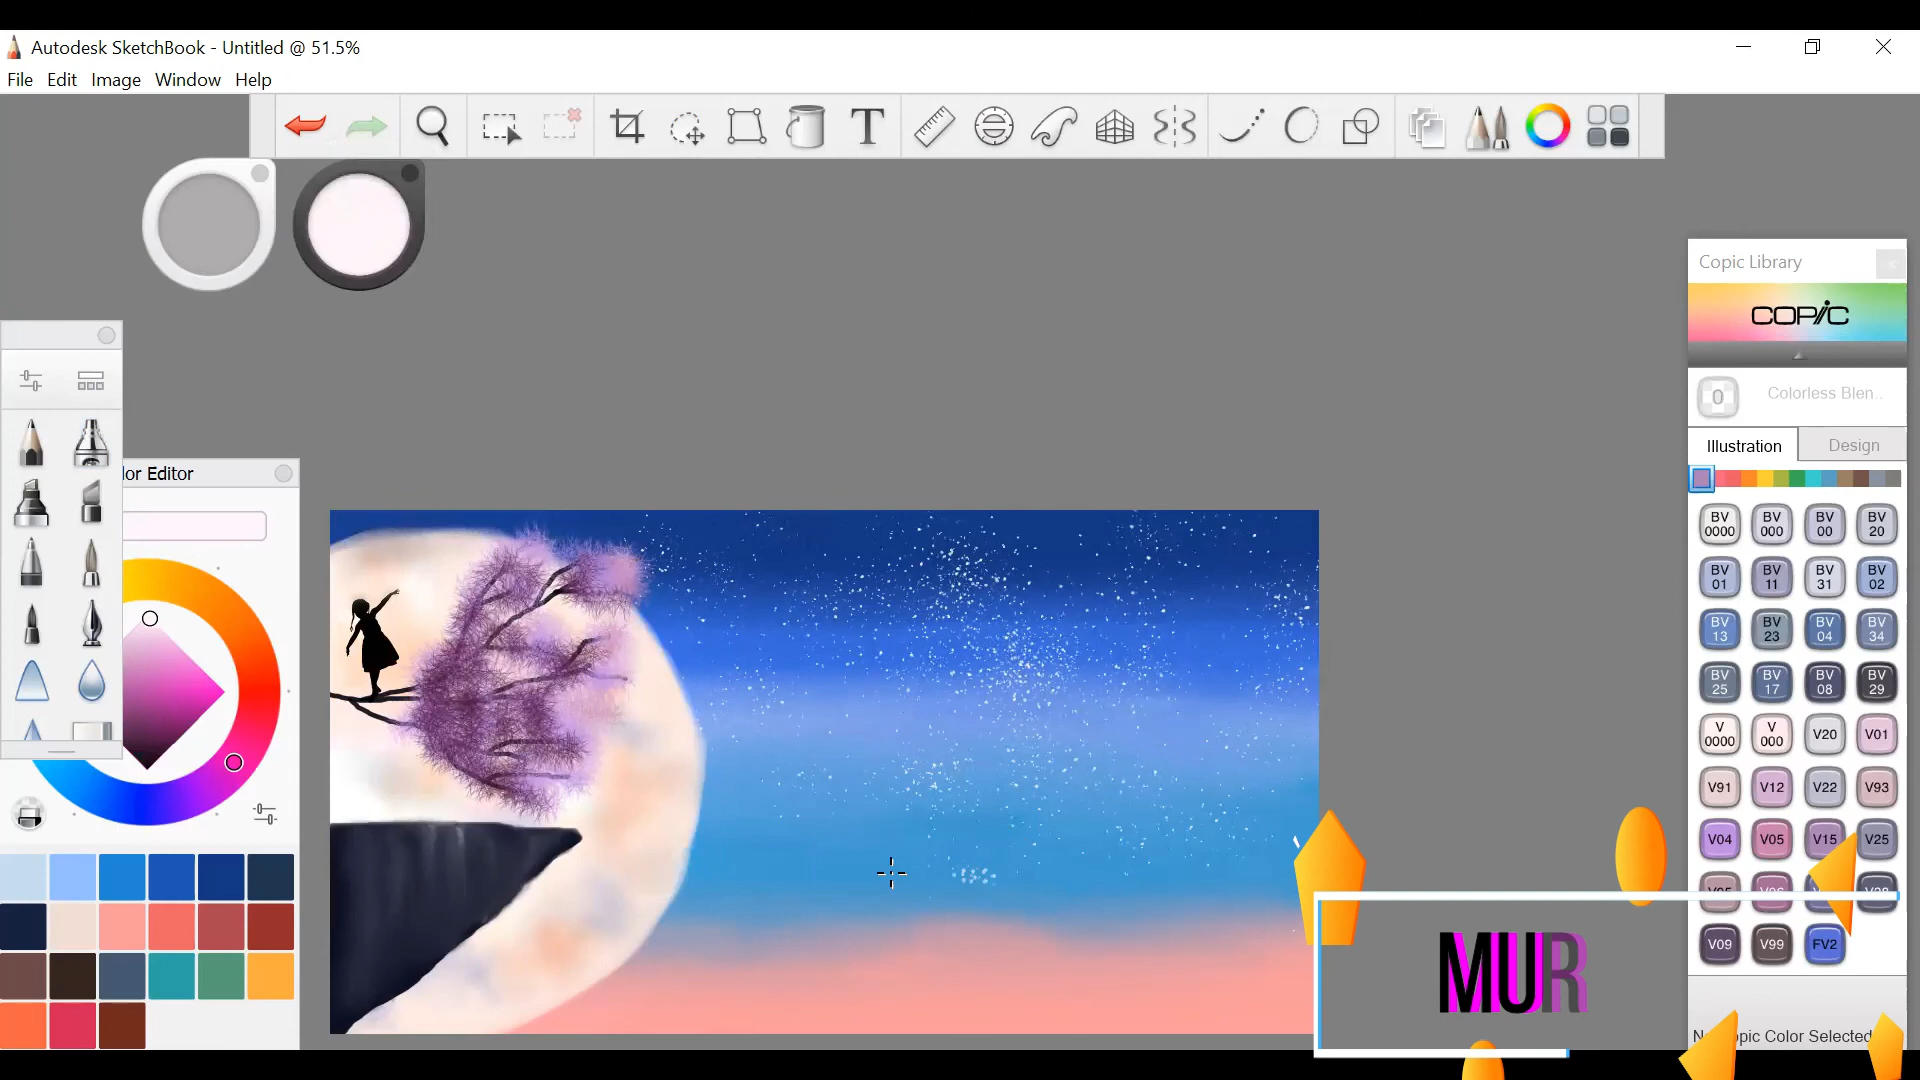 Autodesk SketchBook - Untitled @ 51.5%
File Edit Image Window Help
T
Copic Library
COPIC
0 Colorless Blen..
Illustration Design
lor Editor
BV 0000 BV 000 BV 00 BV 20
BV 01 BV 11 BV 31 BV 02
BV 13 BV 23 BV 04 BV 34
BV 25 BV 17 BV 08 BV 29
V 0000 V 000 V20 V01
V91 V12 V22 V93
V04 V05 V15 V25
V09 V99 FV2
MUR
Color Selected